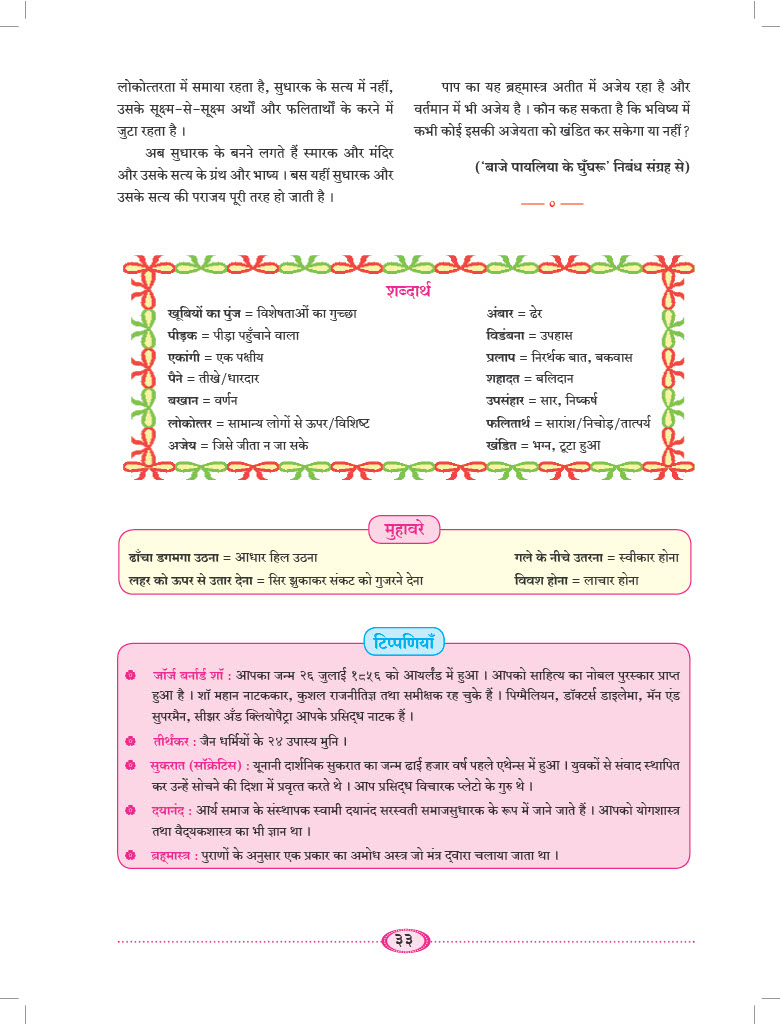 लोकोत्तरता में समाया रहता है, सुधारक के सत्य में नहीं,
उसके सूक्ष्म-से-सूक्ष्म अर्थों और फलितार्थों के करने में
जुटा रहता है ।
अब सुधारक के बनने लगते हैं स्मारक और मंदिर
और उसके सत्य के ग्रंथ और भाष्य । बस यहीं सुधारक और
उसके सत्य की पराजय पूरी तरह हो जाती है ।
पाप का यह ब्रह्मास्त्र अतीत में अजेय रहा है और
वर्तमान में भी अजेय है । कौन कह सकता है कि भविष्य में
कभी कोई इसकी अजेयता को खंडित कर सकेगा या नहीं ?
(‘बाजे पायलिया के घुँघरू’ निबंध संग्रह से)
शब्दार्थ
खूबियों का पुंज = विशेषताओं का गुच्छा
पीड़क = पीड़ा पहुँचाने वाला
एकांगी = एक पक्षीय
पैने = तीखे/धारदार
बखान = वर्णन
लोकोत्तर = सामान्य लोगों से ऊपर/विशिष्ट
अजेय = जिसे जीता न जा सके
अंबार = ढेर
विडंबना = उपहास
प्रलाप = निरर्थक बात, बकवास
शहादत = बलिदान
उपसंहार = सार, निष्कर्ष
फलितार्थ = सारांश/निचोड़/तात्पर्य
खंडित = भग्न, टूटा हुआ
मुहावरे
ढाँचा डगमगा उठना = आधार हिल उठना
लहर को ऊपर से उतार देना = सिर झुकाकर संकट को गुजरने देना
गले के नीचे उतरना = स्वीकार होना
विवश होना = लाचार होना
टिप्पणियाँ
जॉर्ज बर्नार्ड शॉ : आपका जन्म २६ जुलाई १८५६ को आयर्लंड में हुआ । आपको साहित्य का नोबल पुरस्कार प्राप्त
हुआ है । शॉ महान नाटककार, कुशल राजनीतिज्ञ तथा समीक्षक रह चुके हैं । पिग्मैलियन, डॉक्टर्स डाइलेमा, मॅन एंड
सुपरमैन, सीझर अँड क्लियोपैट्रा आपके प्रसिद्ध नाटक हैं ।
तीर्थंकर : जैन धर्मियों के २४ उपास्य मुनि ।
सुकरात (सॉक्रेटिस) : यूनानी दार्शनिक सुकरात का जन्म ढाई हजार वर्ष पहले एथेन्स में हुआ । युवकों से संवाद स्थापित
कर उन्हें सोचने की दिशा में प्रवृत्त करते थे । आप प्रसिद्ध विचारक प्लेटो के गुरु थे ।
दयानंद : आर्य समाज के संस्थापक स्वामी दयानंद सरस्वती समाजसुधारक के रूप में जाने जाते हैं । आपको योगशास्त्र
तथा वैद्यकशास्त्र का भी ज्ञान था ।
ब्रह्मास्त्र : पुराणों के अनुसार एक प्रकार का अमोध अस्त्र जो मंत्र द्वारा चलाया जाता था ।
३३